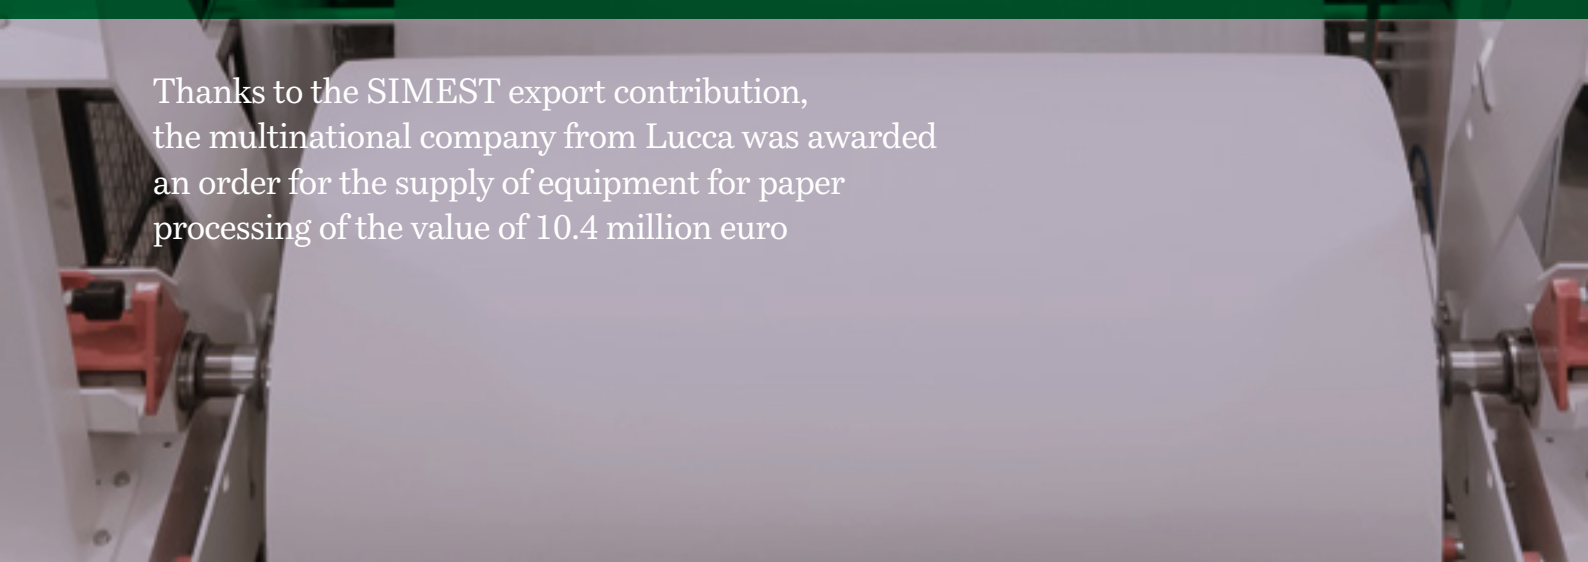 Thanks to the SIMEST export contribution,
the multinational company from Lucca was awarded
an order for the supply of equipment for paper
processing of the value of 10.4 million euro